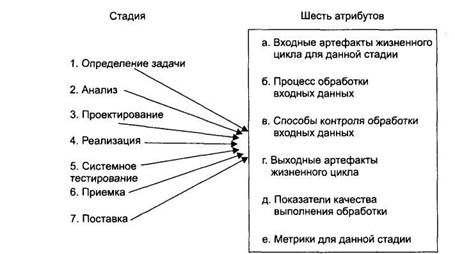 Стадия
Шесть атрибутов
1. Определение задачи
2. Анализ
3. Проектирование
4. Реализация
5. Системное
тестирование
6. Приемка
7. Поставка
а. Входные артефакты жизненного
цикла для данной стадии
б. Процесс обработки
входных данных
в. Способы контроля обработки
входных данных
г. Выходные артефакты
жизненного цикла
д. Показатели качества
выполнения обработки
е. Метрики для данной стадии